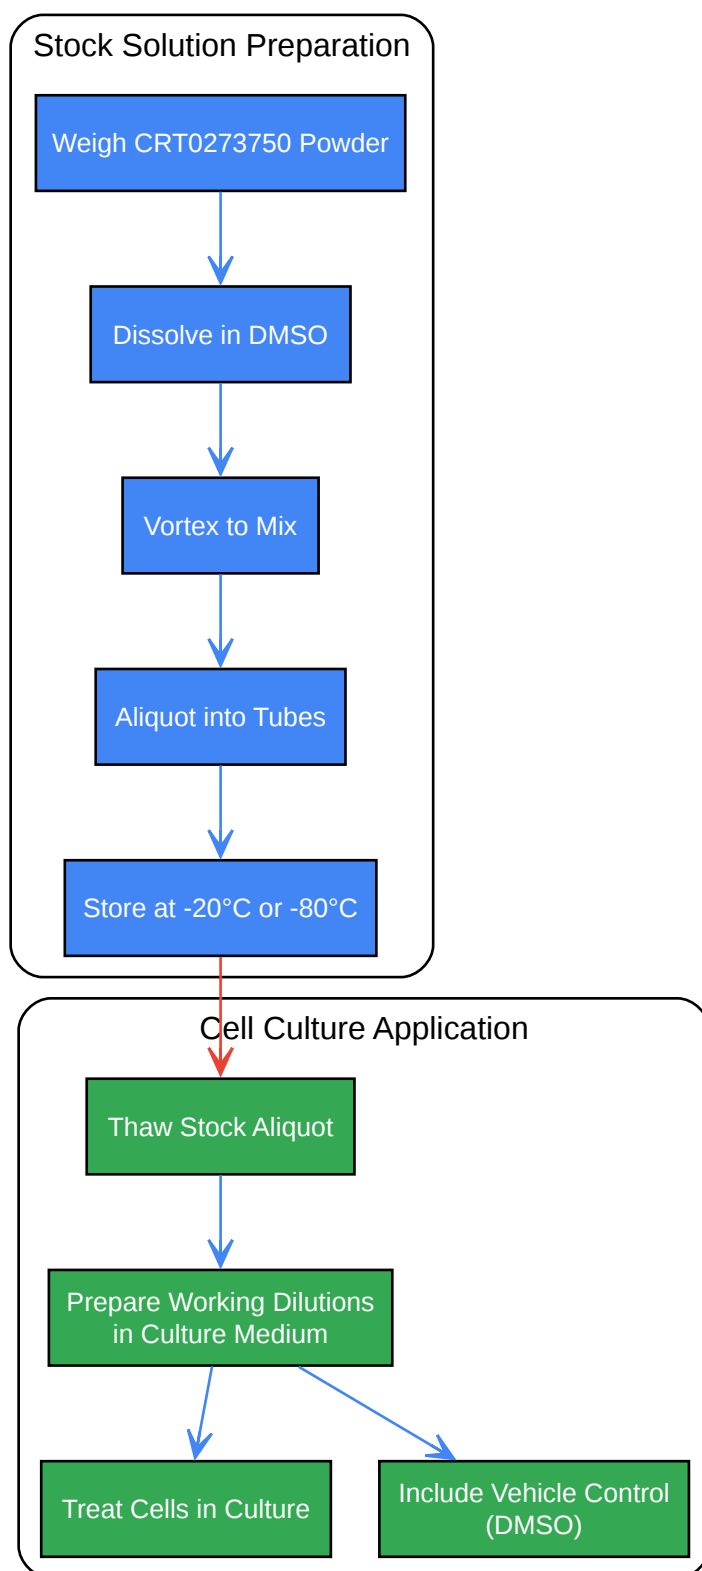 Stock Solution Preparation
Weigh CRT0273750 Powder
Dissolve in DMSO
Vortex to Mix
Aliquot into Tubes
Store at -20°C or -80°C
Cell Culture Application
Thaw Stock Aliquot
Prepare Working Dilutions
in Culture Medium
Treat Cells in Culture
Include Vehicle Control
(DMSO)